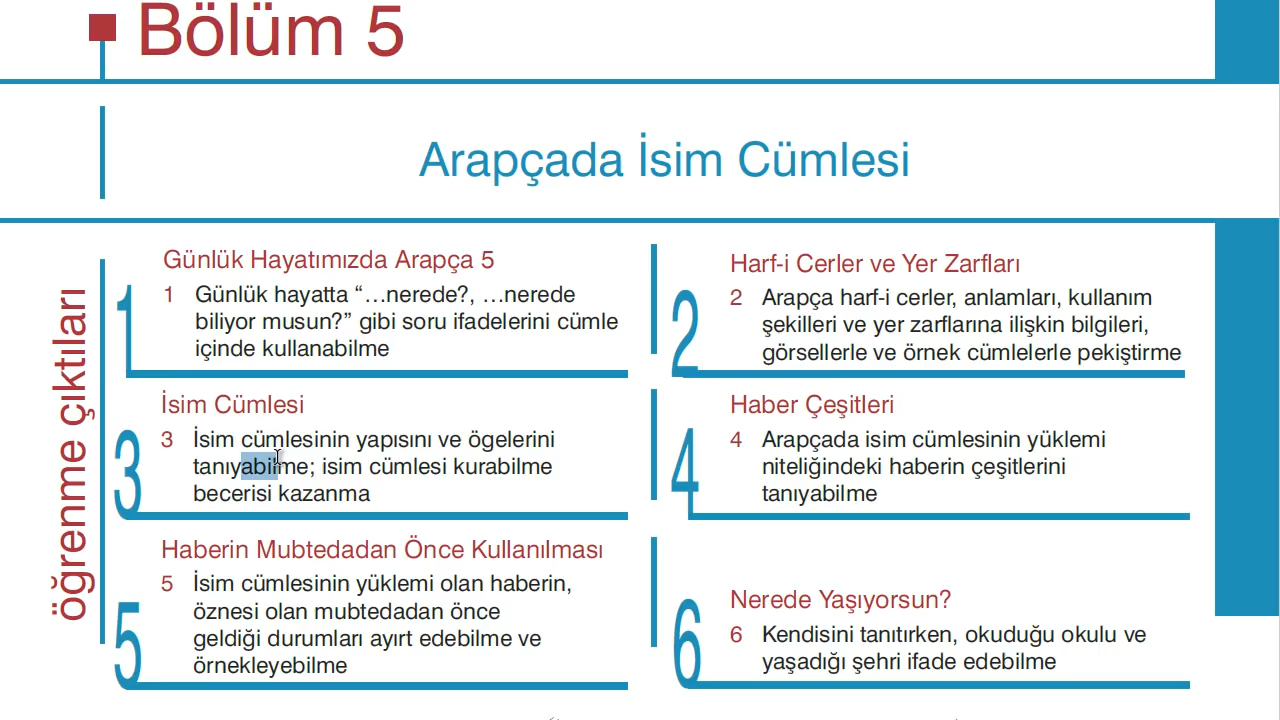 Bölüm 5
Arapçada İsim Cümlesi
öğrenme çıktıları
1
Günlük Hayatımızda Arapça 5
1 Günlük hayatta “…nerede?, …nerede
biliyor musun?” gibi soru ifadelerini cümle
içinde kullanabilme
2
Harf-i Cerler ve Yer Zarfları
2 Arapça harf-i cerler, anlamları, kullanım
şekilleri ve yer zarflarına ilişkin bilgileri,
görsellerle ve örnek cümlelerle pekiştirme
3
İsim Cümlesi
3 İsim cümlesinin yapısını ve ögelerini
tanıyabilme; isim cümlesi kurabilme
becerisi kazanma
4
Haber Çeşitleri
4 Arapçada isim cümlesinin yüklemi
niteliğindeki haberin çeşitlerini
tanıyabilme
5
Haberin Mubtedadan Önce Kullanılması
5 İsim cümlesinin yüklemi olan haberin,
öznesi olan mubtedadan önce
geldiği durumları ayırt edebilme ve
örnekleyebilme
6
Nerede Yaşıyorsun?
6 Kendisini tanıtırken, okuduğu okulu ve
yaşadığı şehri ifade edebilme